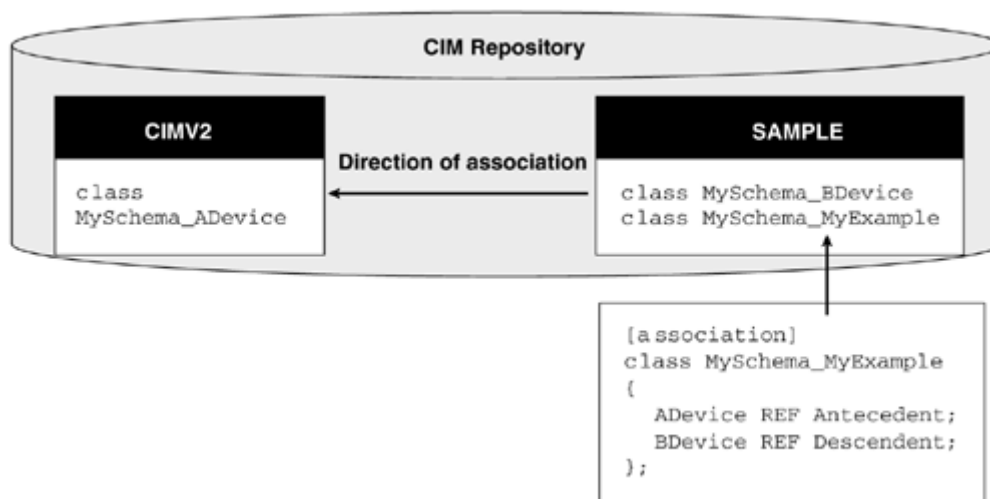 CIM Repository
CIMV2
class
MySchema_ADevice
Direction of association
SAMPLE
class MySchema_BDevice
class MySchema_MyExample
[association]
class MySchema_MyExample
{
ADevice REF Antecedent;
BDevice REF Descendent;
};